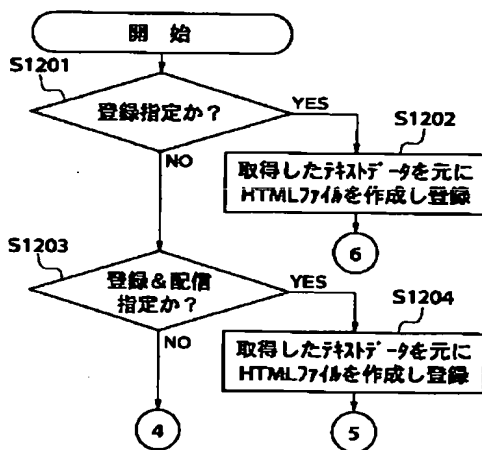 開 始
S1201
登録指定か？
YES
S1202
NO
取得したテキストデータを元に
HTMLファイルを作成し登録
6
S1203
登録＆配信
指定か？
YES
S1204
NO
取得したテキストデータを元に
HTMLファイルを作成し登録
4
5